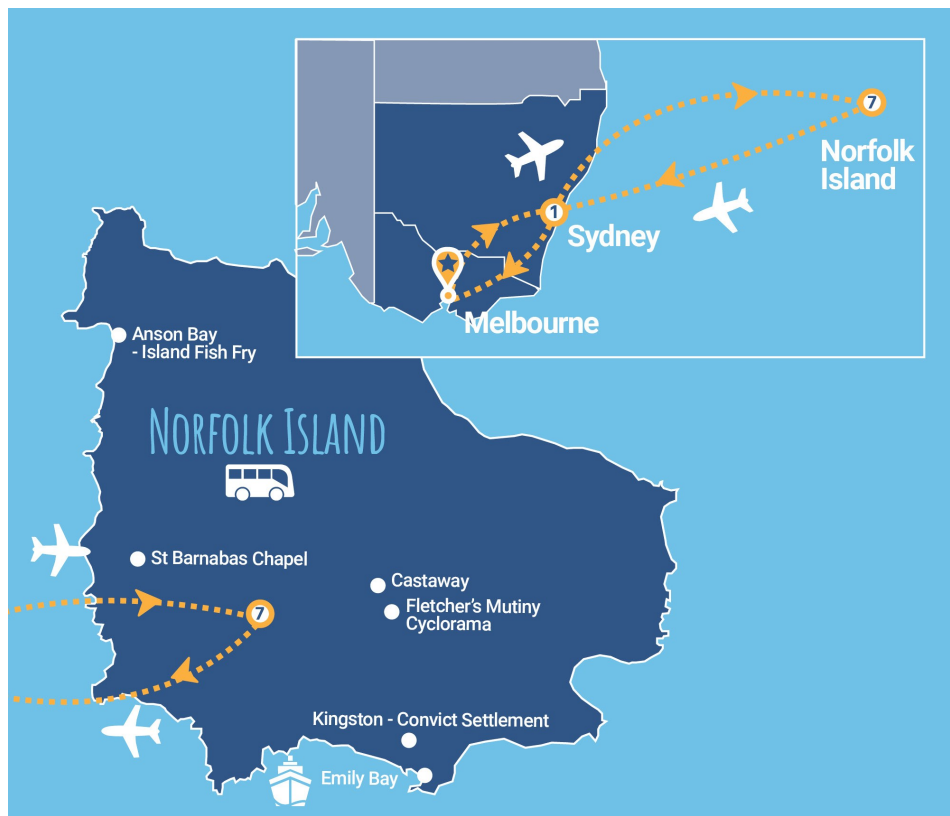 7
Norfolk
Island
1
Sydney
Melbourne
Anson Bay
- Island Fish Fry
NORFOLK ISLAND
St Barnabas Chapel
Castaway
Fletcher's Mutiny
Cyclorama
7
Kingston - Convict Settlement
Emily Bay